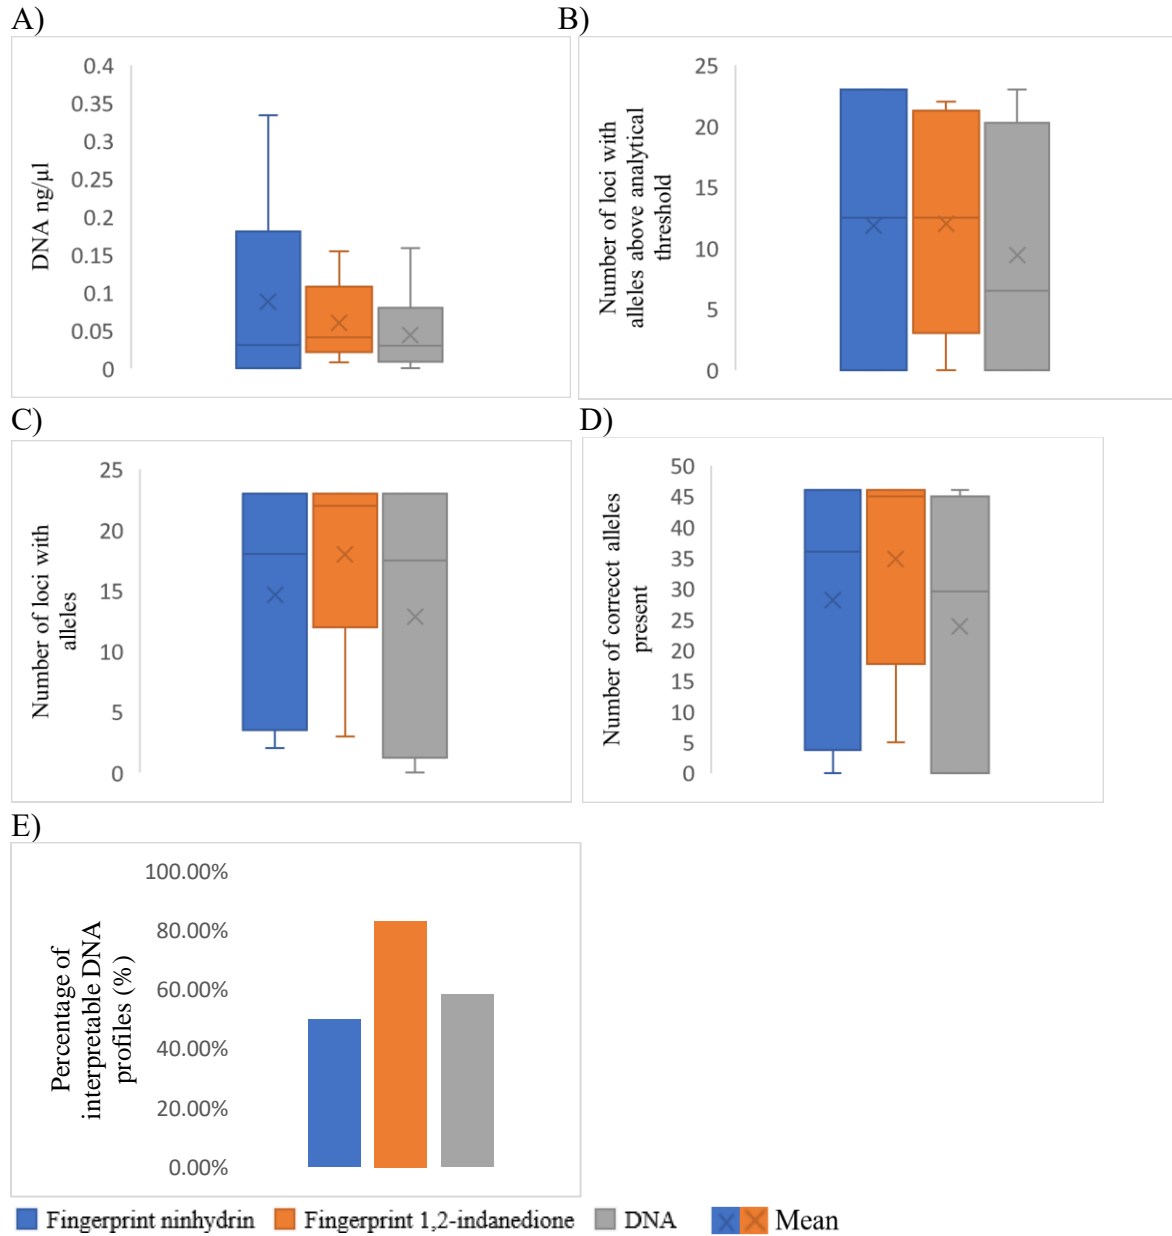 A)
B)
DNA ng/µl
0.4
0.35
0.3
0.25
0.2
0.15
0.1
0.05
0
Number of loci with
alleles above analytical
threshold
25
20
15
10
5
0
C)
D)
Number of loci with
alleles
25
20
15
10
5
0
Number of correcct alleles
present
50
45
40
35
30
25
20
15
10
5
0
E)
Percentage of
interpretable DNA
profiles (%)
100.00%
80.00%
60.00%
40.00%
20.00%
0.00%
Fingerprint ninhydrin Fingerprint 1,2-indanedione DNA Mean